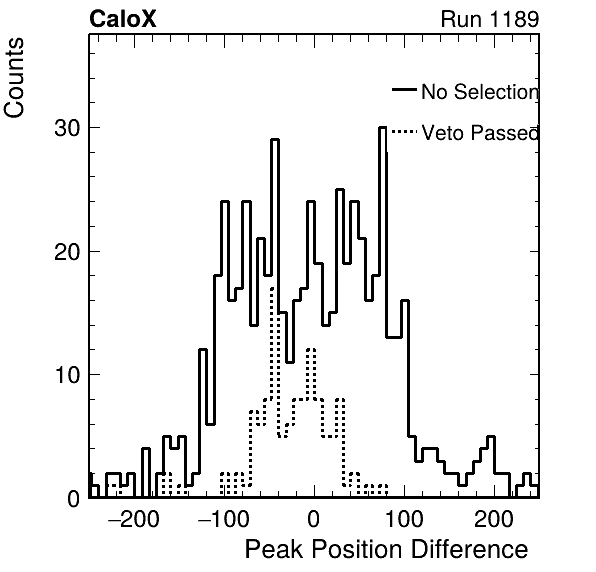 CaloX Run 1189
Counts
No Selection
Veto Passed
30
20
10
0
−200 −100 0 100 200
Peak Position Difference